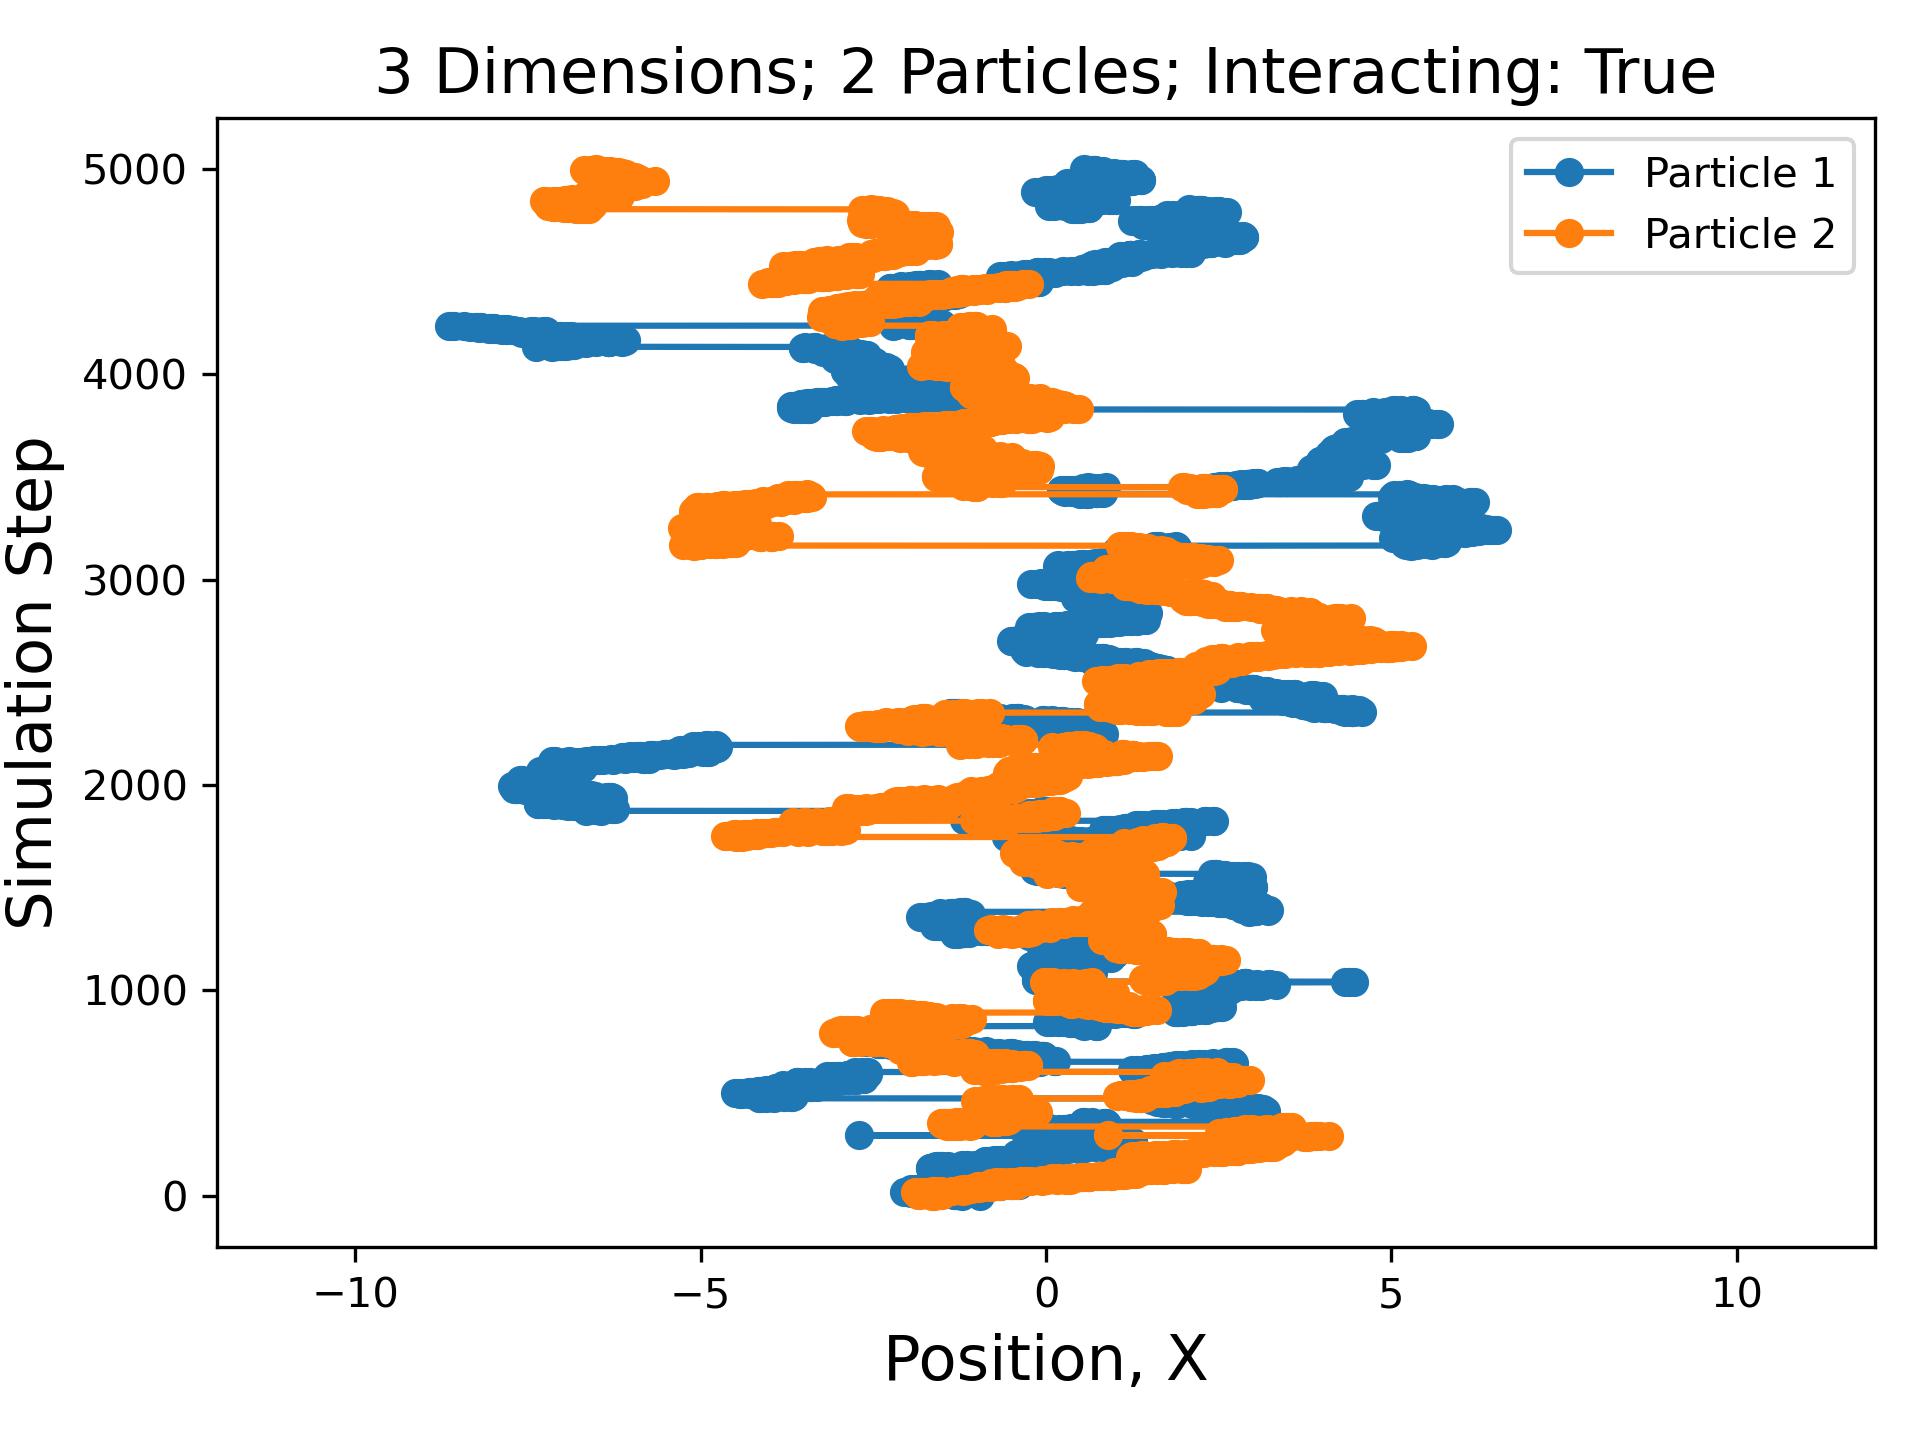 3 Dimensions; 2 Particles; Interacting: True
Particle 1
Particle 2
5000
4000
3000
2000
1000
0
Simulation Step
−10
−5
0
5
10
Position, X